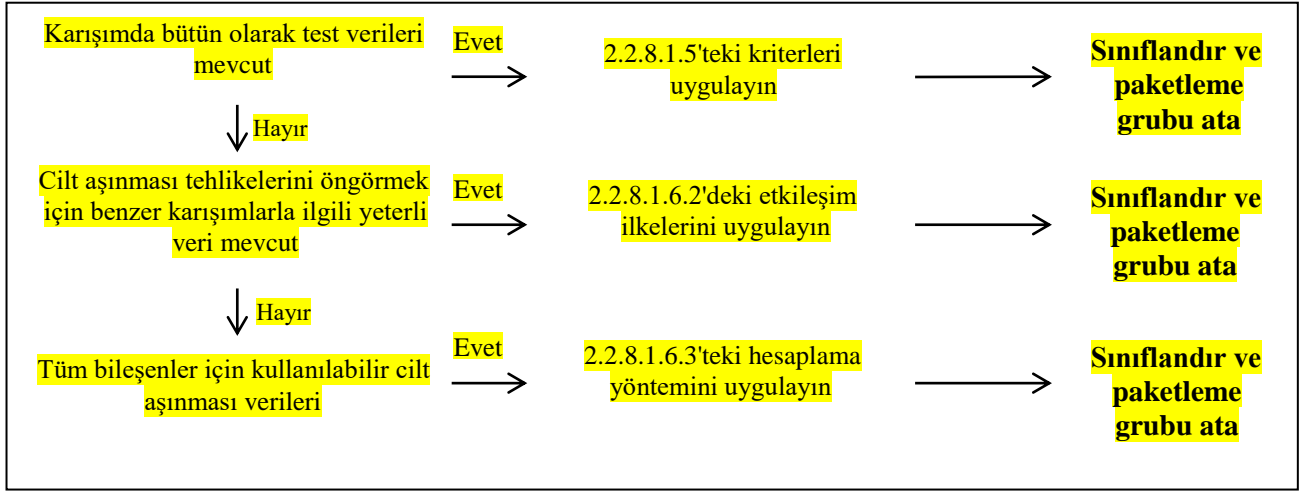 Karışımda bütün olarak test verileri
mevcut
Evet
2.2.8.1.5'teki kriterleri
uygulayın
Sınıflandır ve
paketleme
grubu ata
Hayır
Cilt aşınması tehlikelerini öngörmek
için benzer karışımlarla ilgili yeterli
veri mevcut
Evet
2.2.8.1.6.2'deki etkileşim
ilkelerini uygulayın
Sınıflandır ve
paketleme
grubu ata
Hayır
Tüm bileşenler için kullanılabilir cilt
aşınması verileri
Evet
2.2.8.1.6.3'teki hesaplama
yöntemini uygulayın
Sınıflandır ve
paketleme
grubu ata